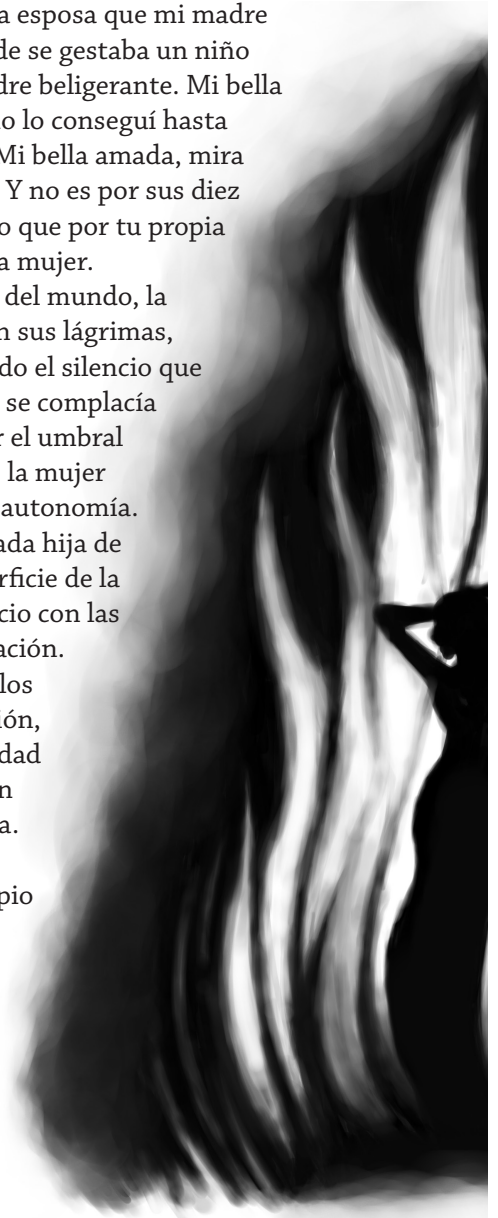 a esposa que mi madre
de se gestaba un niño
dre beligerante. Mi bella
o lo conseguí hasta
Mi bella amada, mira
Y no es por sus diez
o que por tu propia
a mujer.
del mundo, la
n sus lágrimas,
do el silencio que
se complacía
r el umbral
la mujer
autonomía.
ada hija de
rficie de la
cio con las
ación.
los
ión,
dad
n
a.
pio